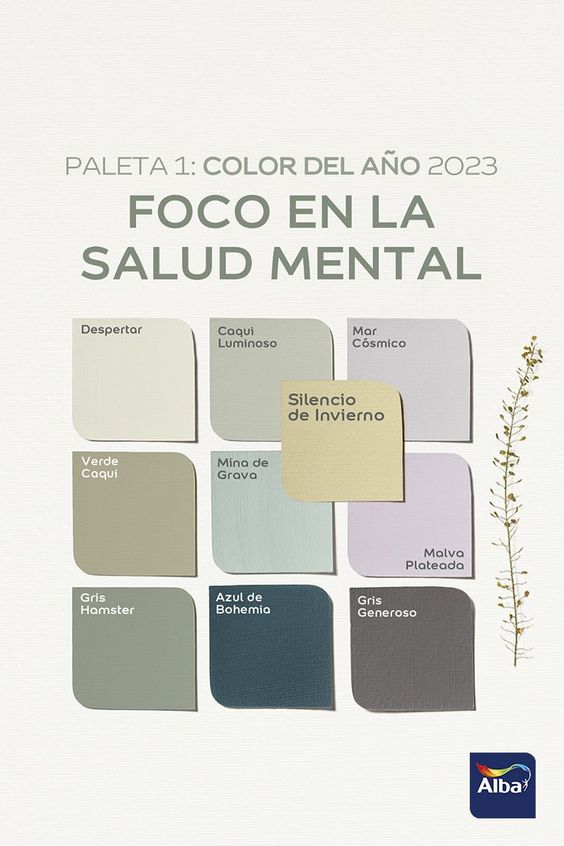 PALETA 1: COLOR DEL AÑO 2023
FOCO EN LA
SALUD MENTAL
Despertar
Caqui
Luminoso
Mar
Cósmico
Silencio
de Invierno
Verde
Caqui
Mina de
Grava
Malva
Plateada
Gris
Hamster
Azul de
Bohemia
Gris
Generoso
Alba